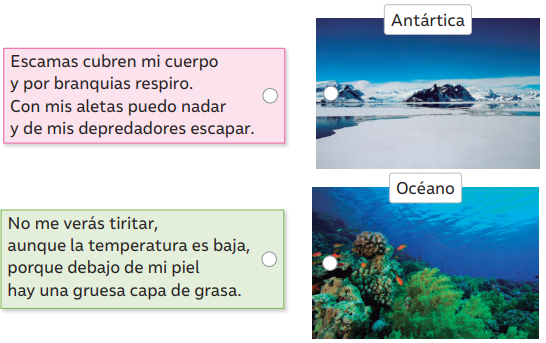 Antártica
Escamas cubren mi cuerpo
y por branquias respiro.
Con mis aletas puedo nadar
y de mis depredadores escapar.
Océano
No me verás tiritar,
aunque la temperatura es baja,
porque debajo de mi piel
hay una gruesa capa de grasa.